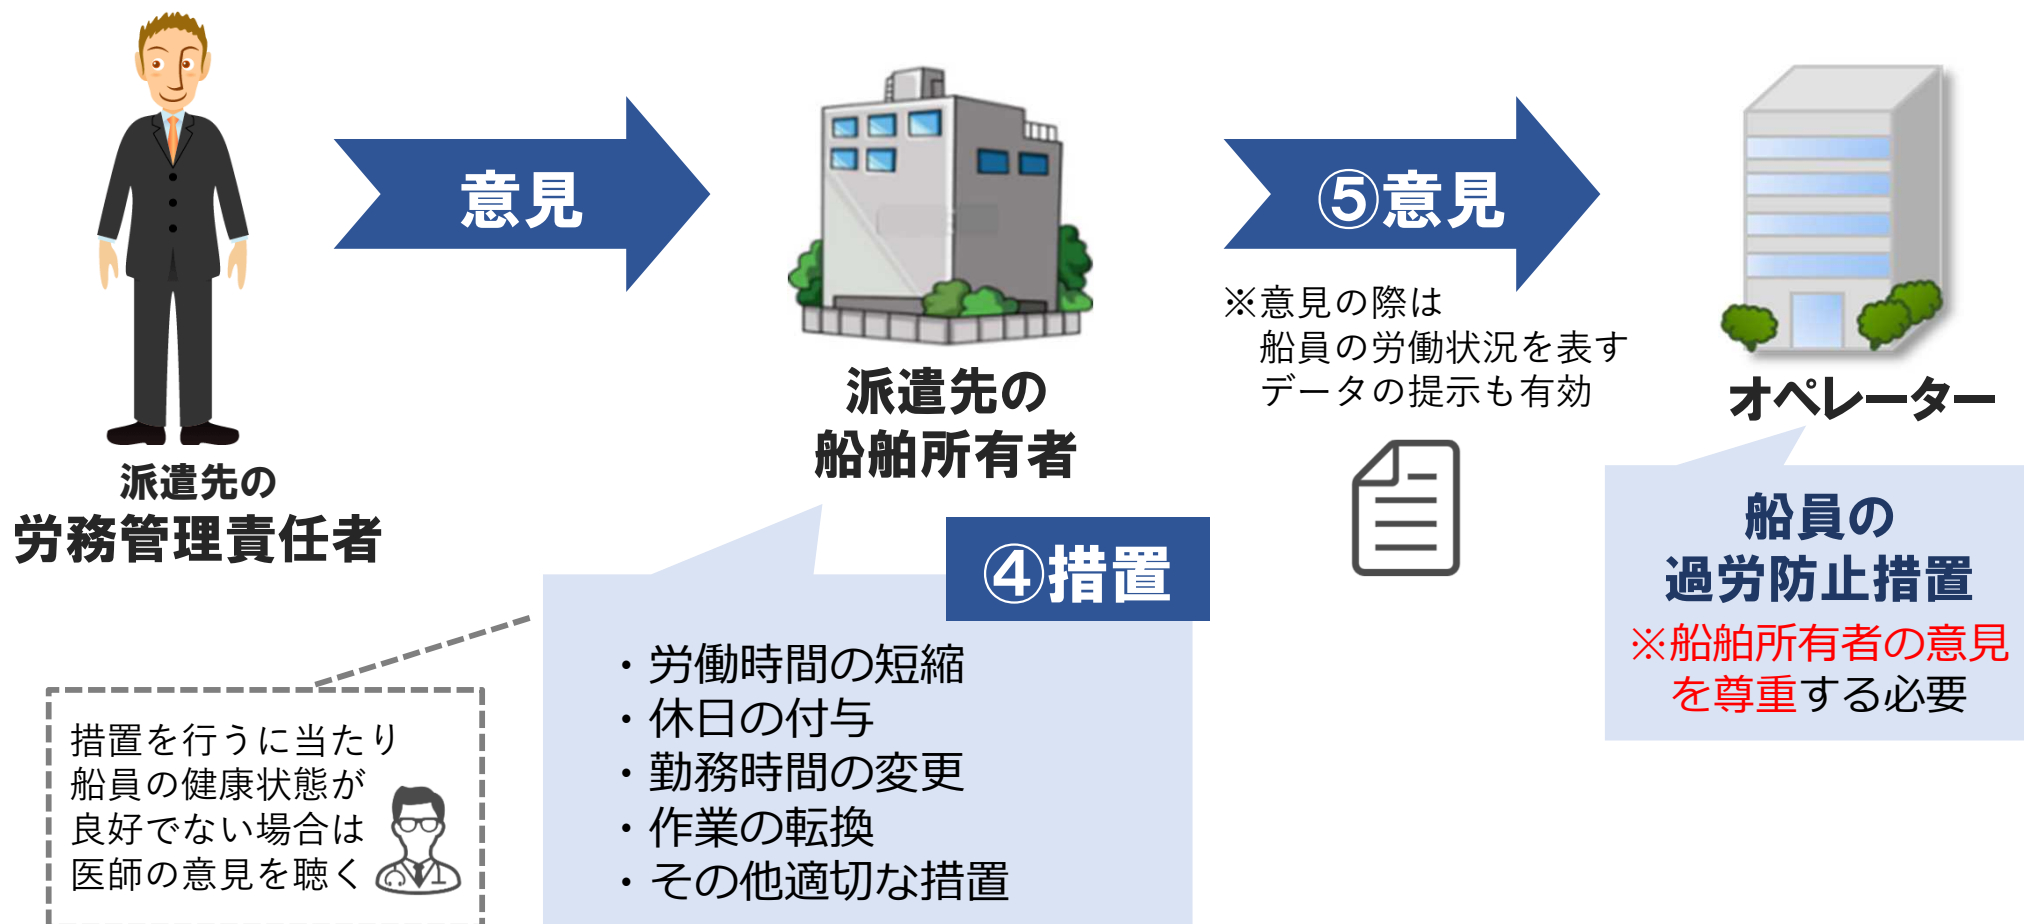 意見
⑤意見
※意見の際は
船員の労働状況を表す
データの提示も有効
派遣先の
労務管理責任者
派遣先の
船舶所有者
オペレーター
④措置
・労働時間の短縮
・休日の付与
・勤務時間の変更
・作業の転換
・その他適切な措置
措置を行うに当たり
船員の健康状態が
良好でない場合は
医師の意見を聴く
船員の
過労防止措置
※船舶所有者の意見
を尊重する必要